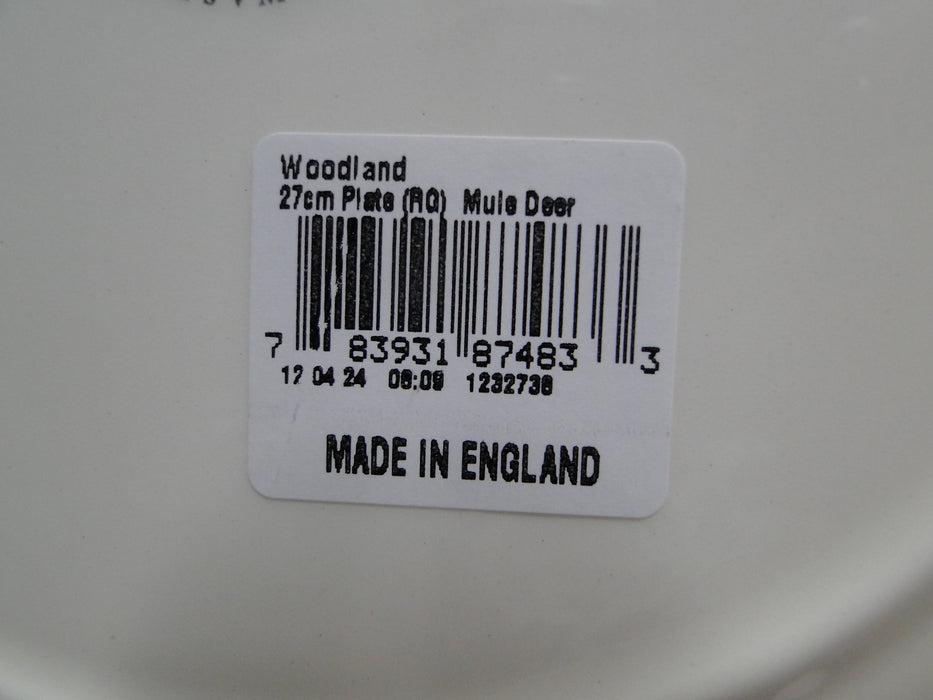 Woodland
27cm Plate (RQ) Mule Deer
7 83931 87483 3
12 04 24 08:09 1232738
MADE IN ENGLAND